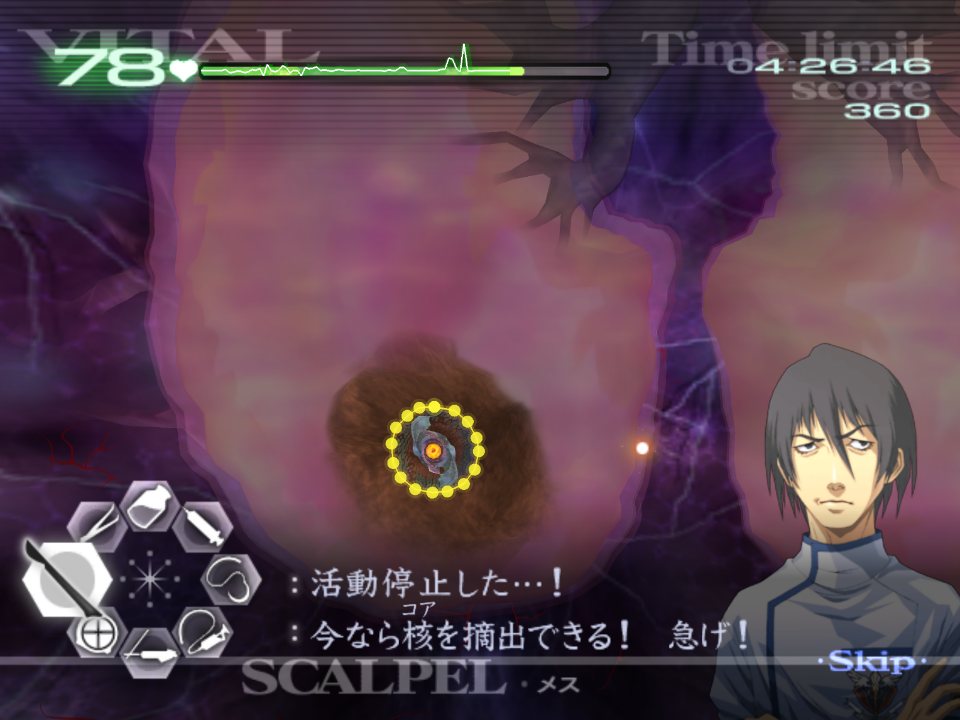 VITAL
78
Time limit
04:26:46
score
360
：活動停止した…！
コア
：今なら核を摘出できる！　急げ！
・Skip・
SCALPEL・メス